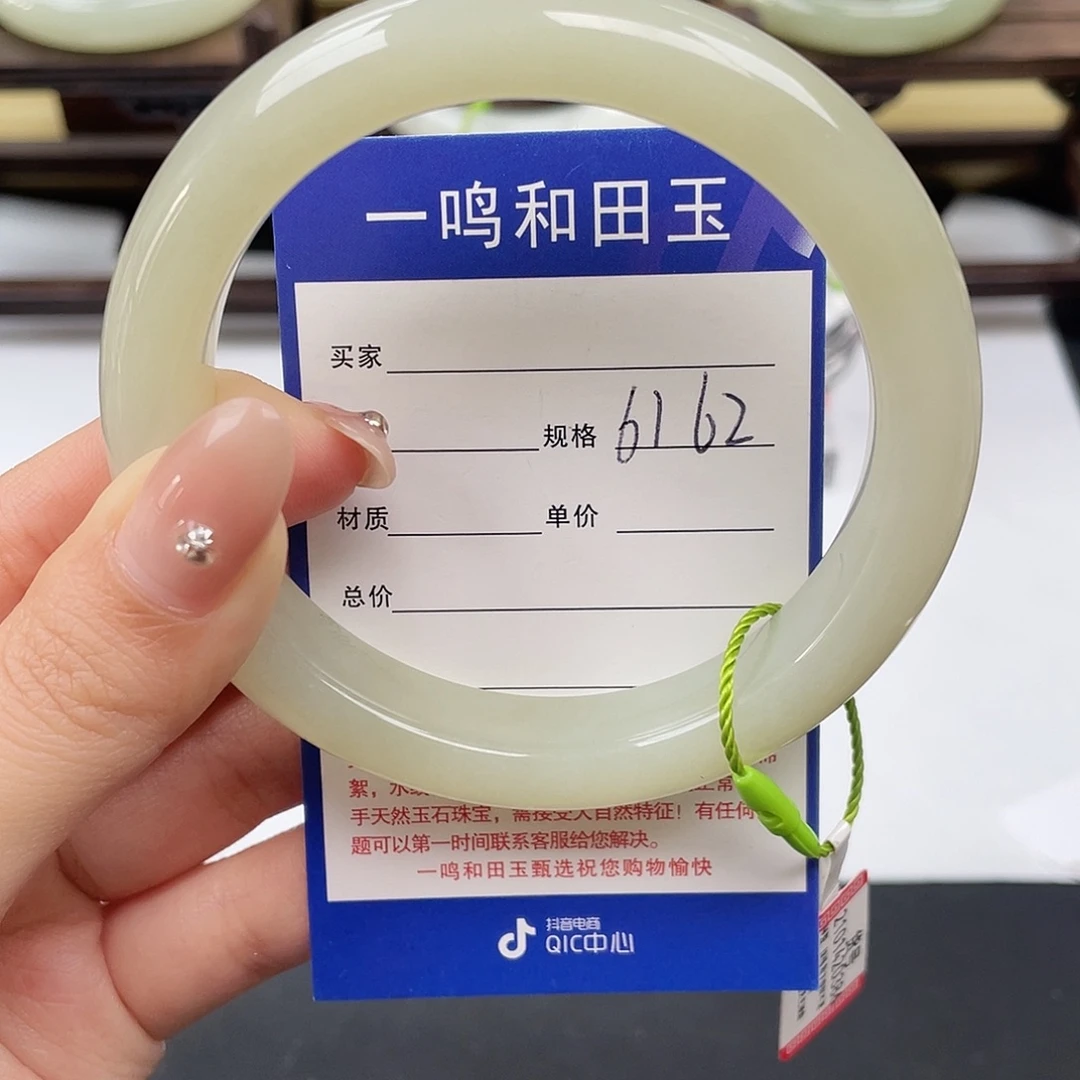 一鸣和田玉
买家
规格 61 62
材质 单价
总价
絮，水
手天然玉石珠宝，需接受大自然特征！有任何
题可以第一时间联系客服给您解决。
一鸣和田玉甄选祝您购物愉快
抖音电商
QIC中心